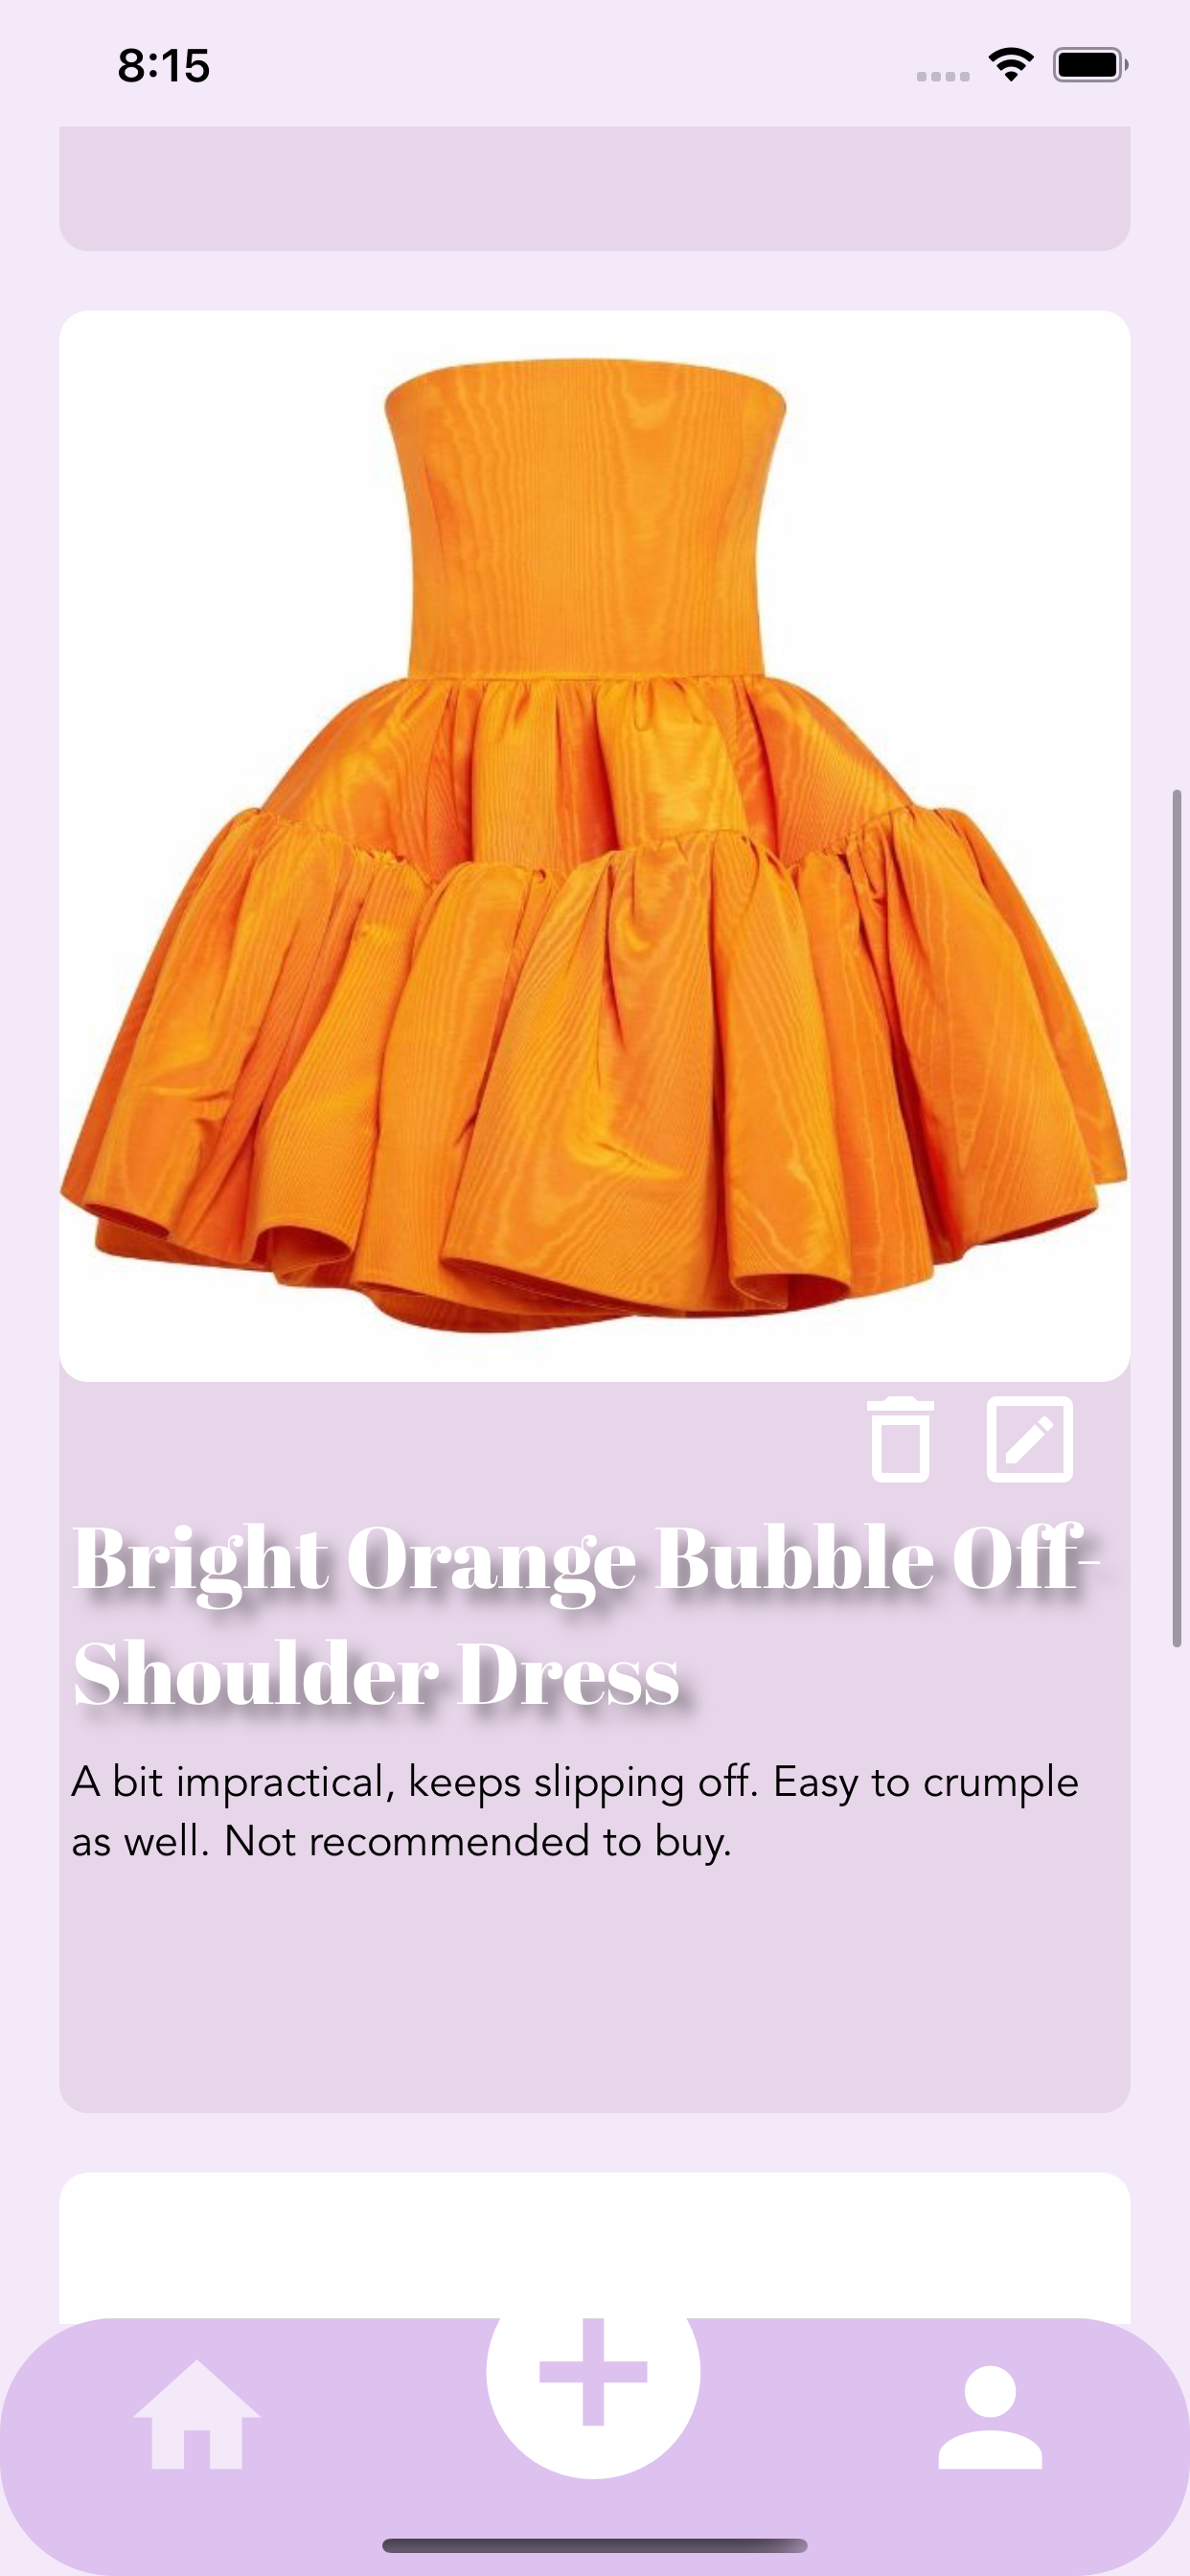 8:15
Bright Orange Bubble Off-
Shoulder Dress
A bit impractical, keeps slipping off. Easy to crumple
as well. Not recommended to buy.